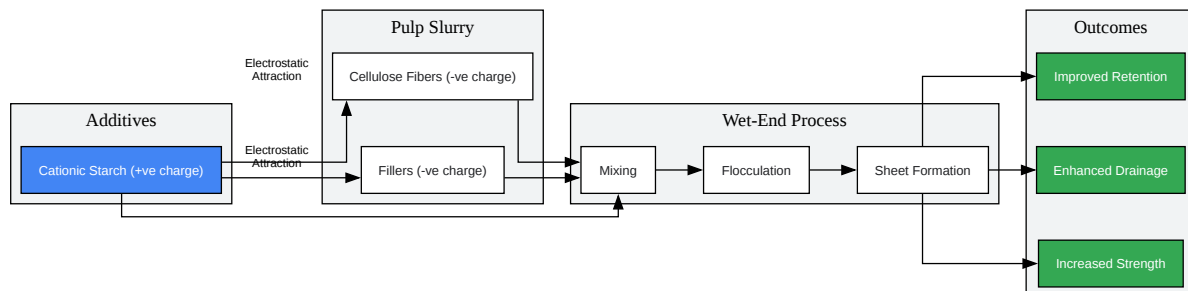 Additives
Cationic Starch (+ve charge)
Electrostatic
Attraction
Electrostatic
Attraction
Pulp Slurry
Cellulose Fibers (-ve charge)
Fillers (-ve charge)
Wet-End Process
Mixing
Flocculation
Sheet Formation
Outcomes
Improved Retention
Enhanced Drainage
Increased Strength